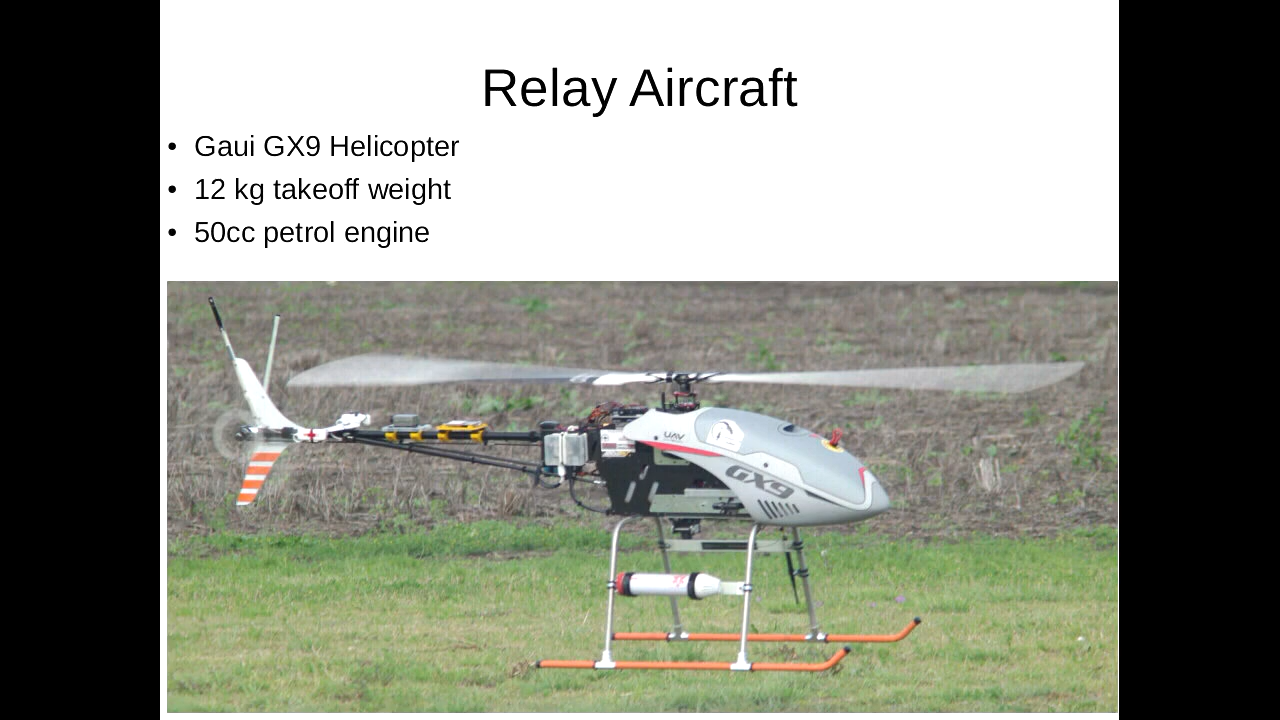 Relay Aircraft
• Gaui GX9 Helicopter
• 12 kg takeoff weight
• 50cc petrol engine
UAV
GX9